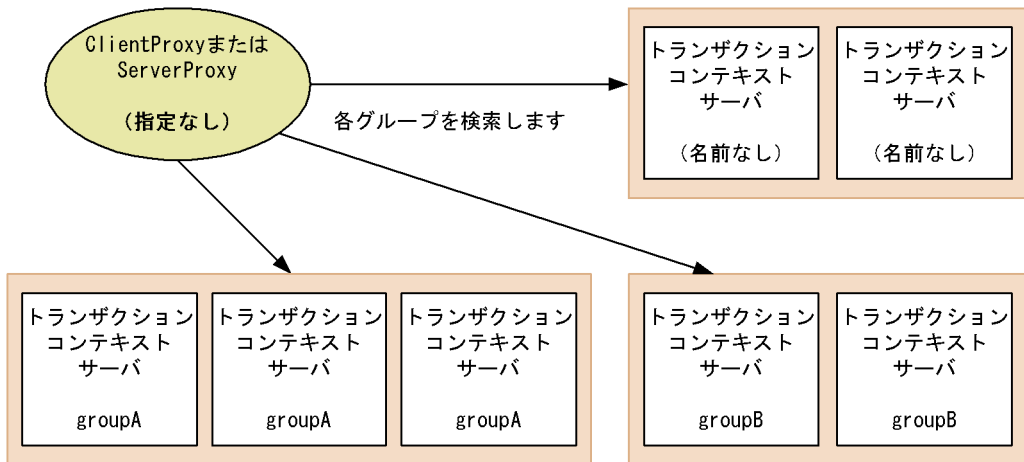 ClientProxyまたは
ServerProxy
(指定なし)
各グループを検索します
トランザクション
コンテキスト
サーバ
(名前なし)
トランザクション
コンテキスト
サーバ
(名前なし)
トランザクション
コンテキスト
サーバ
groupA
トランザクション
コンテキスト
サーバ
groupA
トランザクション
コンテキスト
サーバ
groupA
トランザクション
コンテキスト
サーバ
groupB
トランザクション
コンテキスト
サーバ
groupB